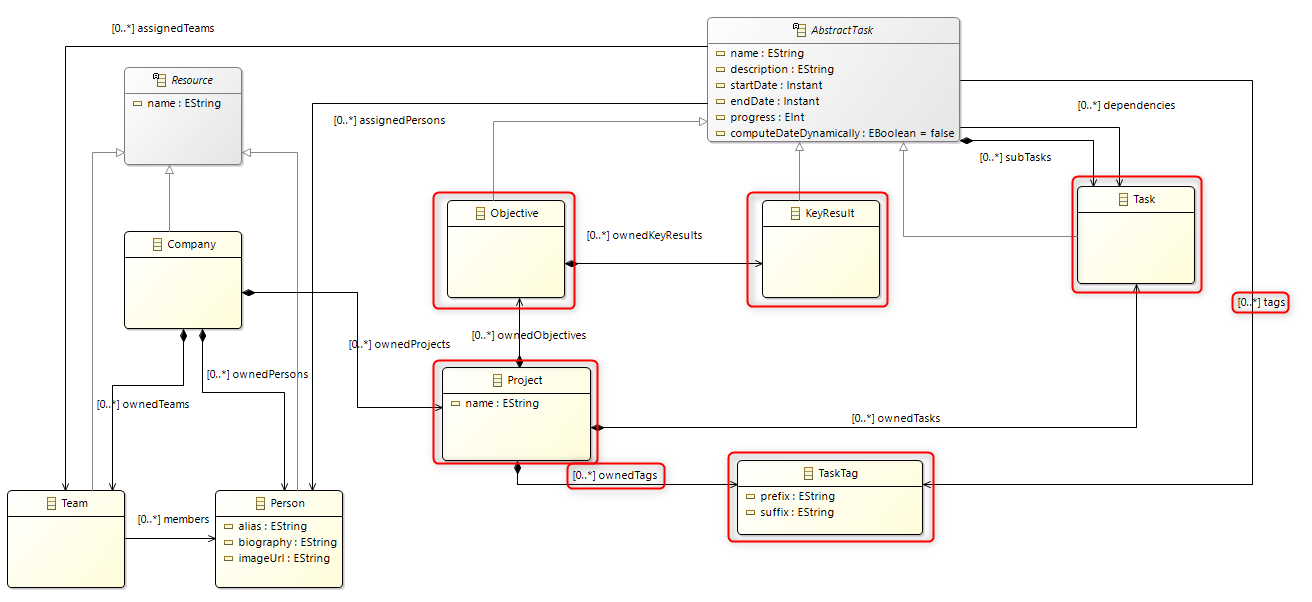 [0..*] assignedTeams
AbstractTask
name : EString
description : EString
startDate : Instant
endDate : Instant
progress : EInt
computeDateDynamically : EBoolean = false
Resource
name : EString
[0..*] assignedPersons
[0..*] dependencies
[0..*] subTasks
Objective
KeyResult
Task
[0..*] ownedKeyResults
Company
[0..*] tags
[0..*] ownedObjectives
[0..*] ownedProjects
[0..*] ownedPersons
[0..*] ownedTeams
Project
name : EString
[0..*] ownedTasks
[0..*] ownedTags
TaskTag
prefix : EString
suffix : EString
Team
[0..*] members
Person
alias : EString
biography : EString
imageUrl : EString